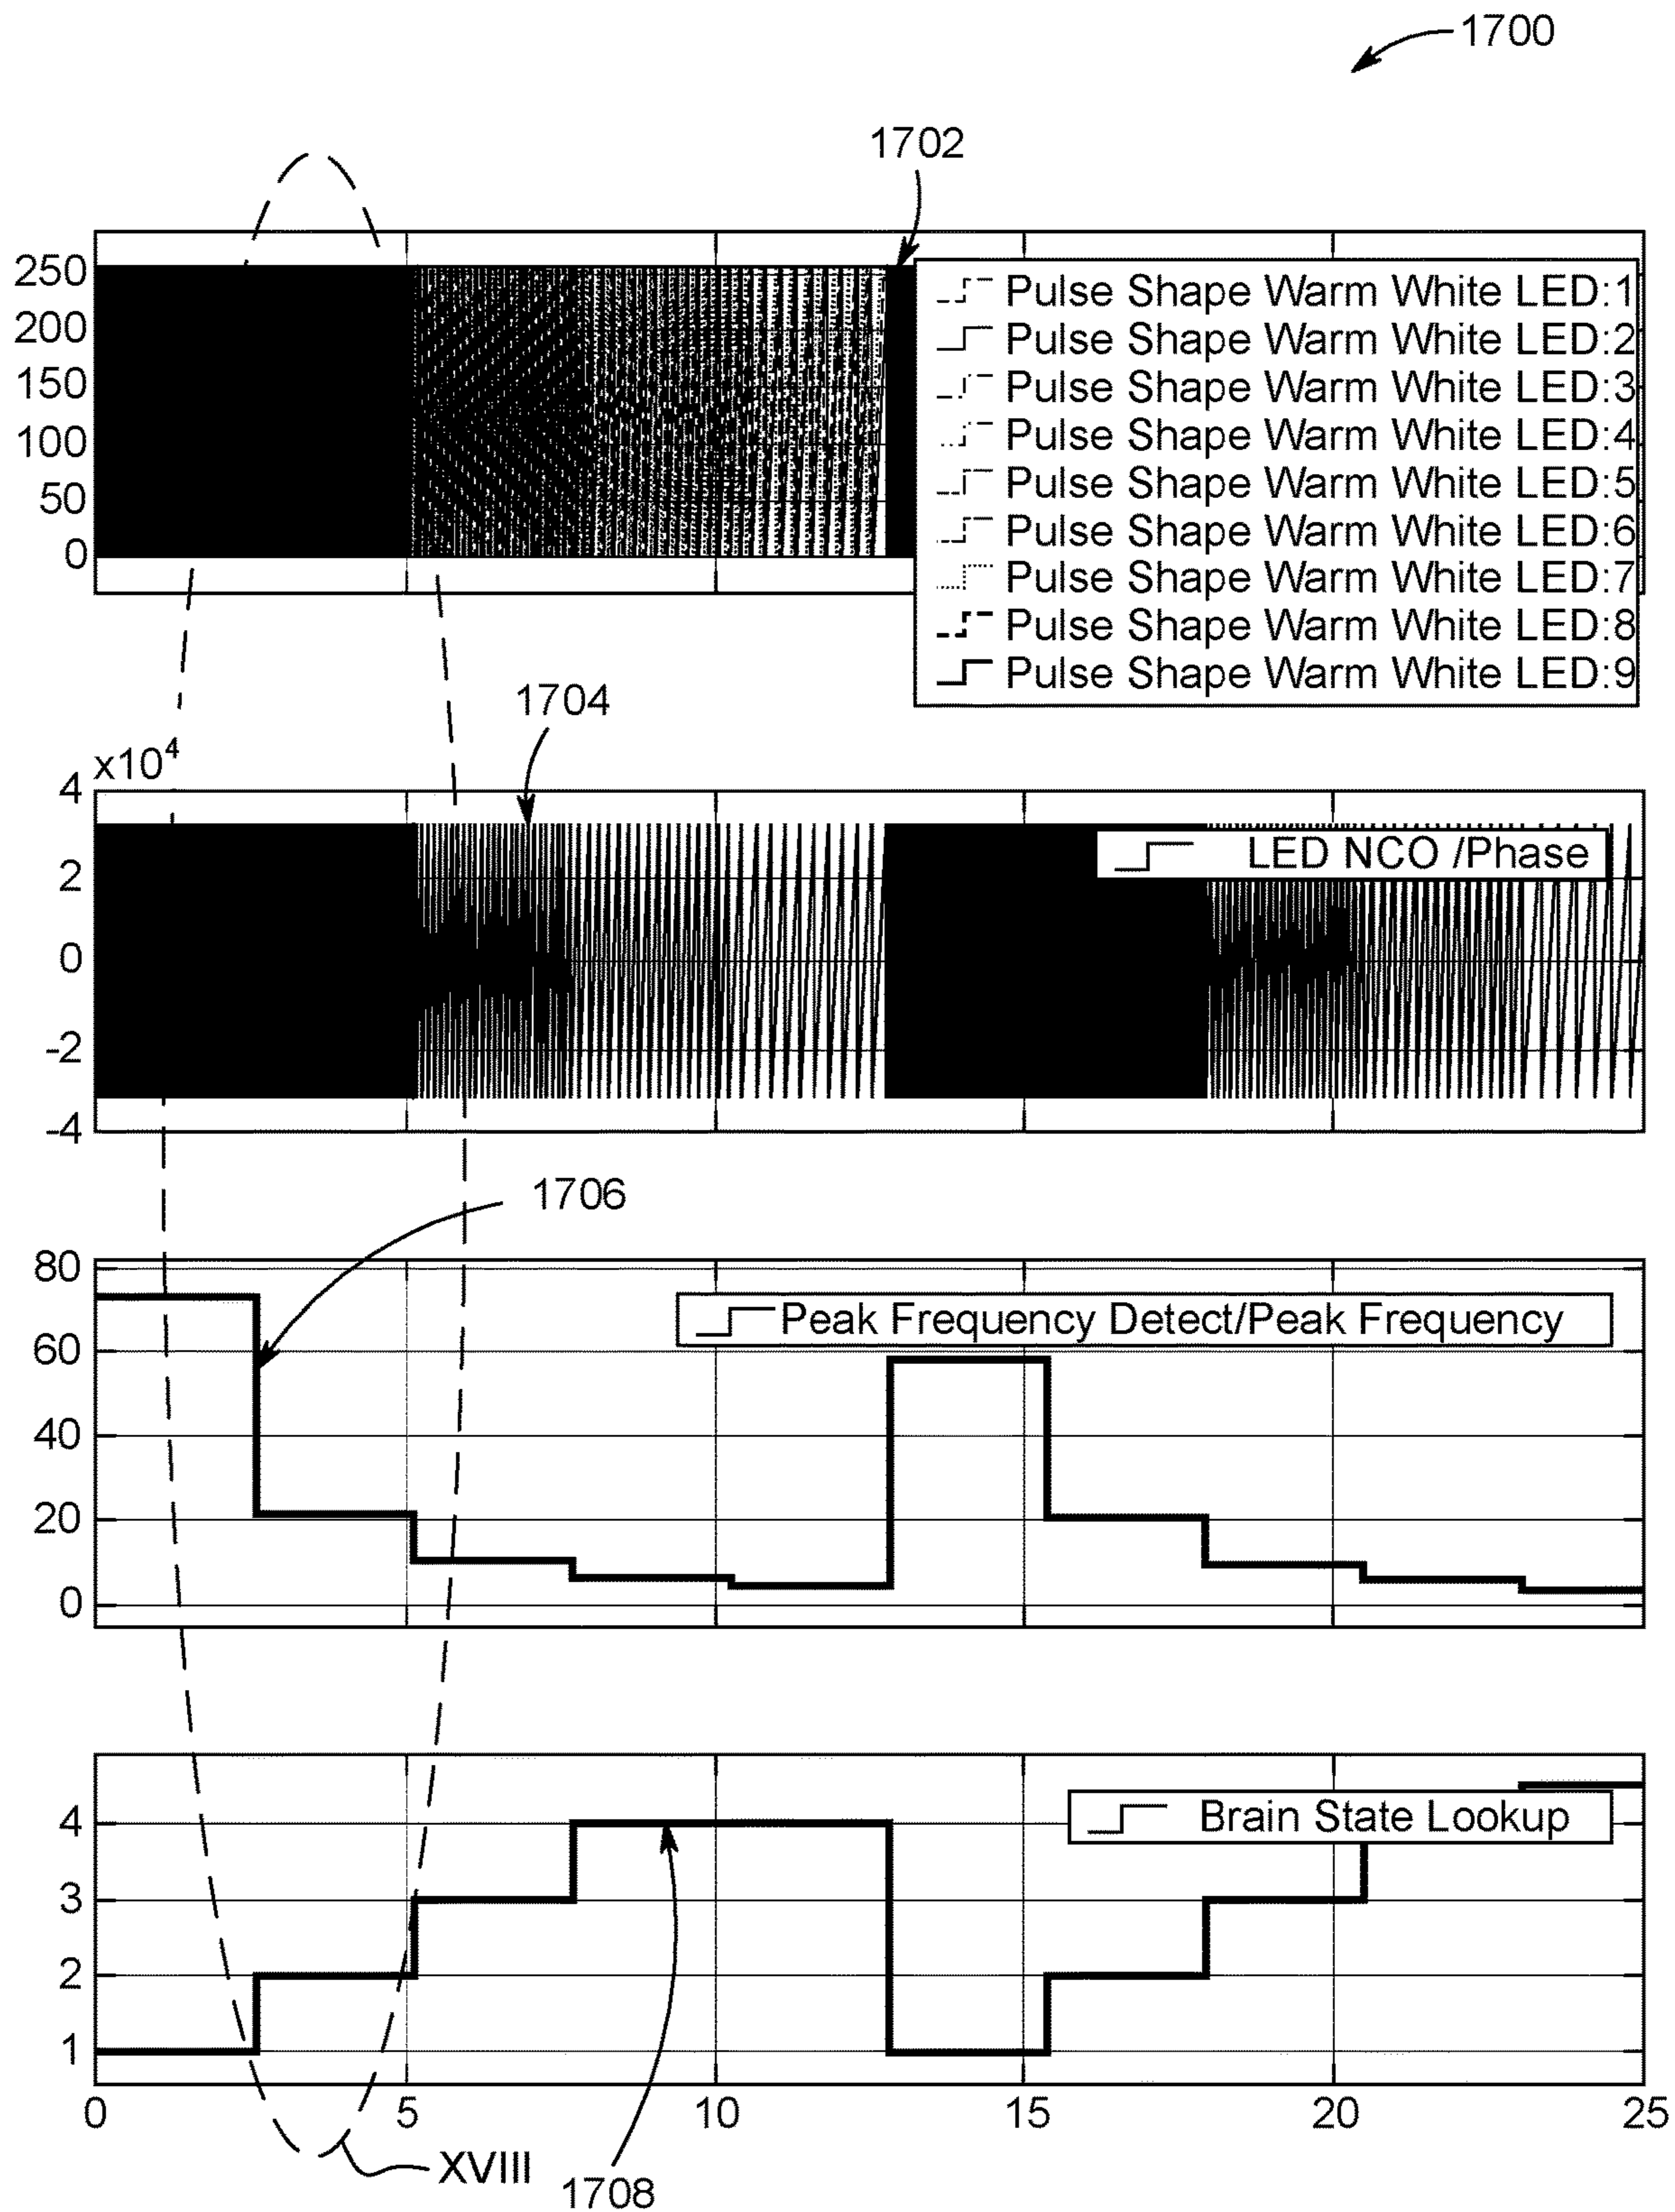 1700
1702
250
200
150
100
50
0
Pulse Shape Warm White LED:1
Pulse Shape Warm White LED:2
Pulse Shape Warm White LED:3
Pulse Shape Warm White LED:4
Pulse Shape Warm White LED:5
Pulse Shape Warm White LED:6
Pulse Shape Warm White LED:7
Pulse Shape Warm White LED:8
Pulse Shape Warm White LED:9
1704
x10^4
4
2
0
-2
-4
LED NCO /Phase
1706
80
60
40
20
0
Peak Frequency Detect/Peak Frequency
4
3
2
1
Brain State Lookup
0 5 10 15 20 25
XVIII
1708